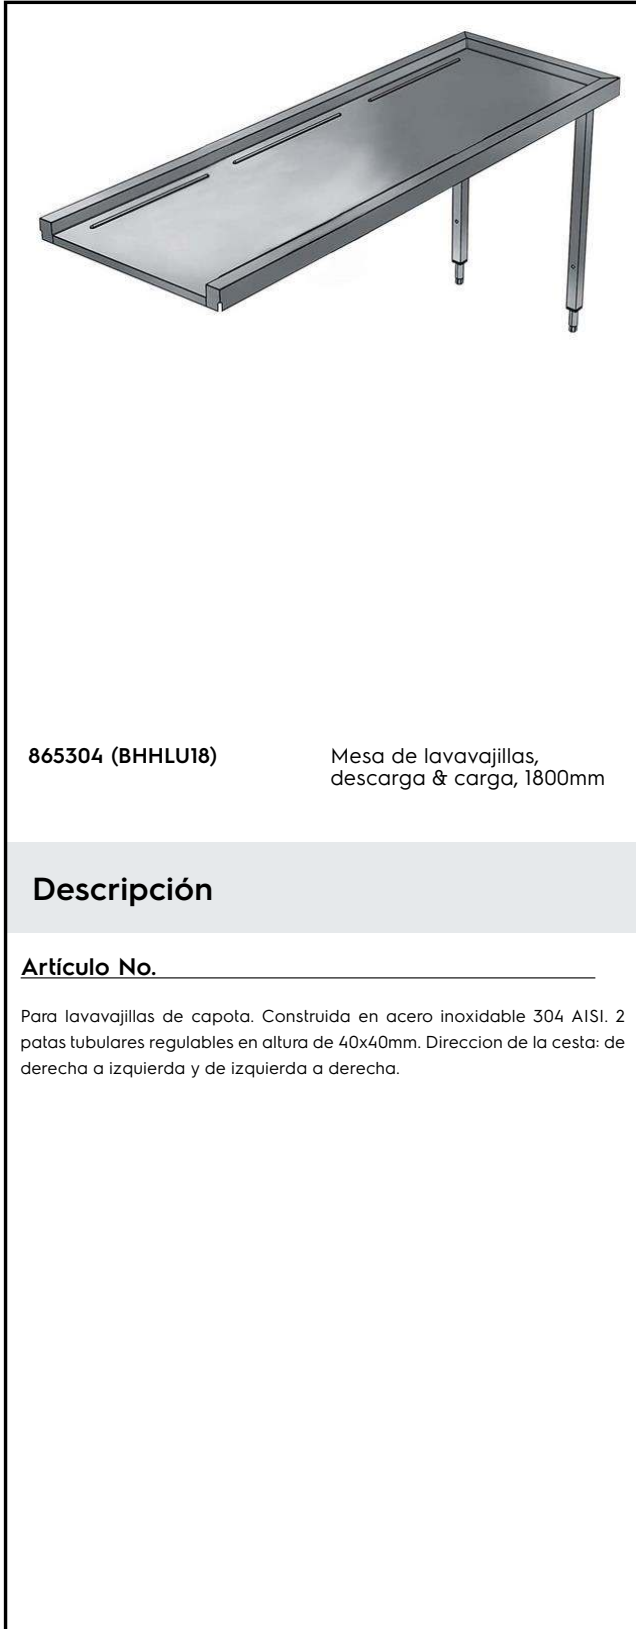 865304 (BHHLU18)
Mesa de lavavajillas,
descarga & carga, 1800mm
Descripción
Artículo No.
Para lavavajillas de capota. Construida en acero inoxidable 304 AISI. 2
patas tubulares regulables en altura de 40x40mm. Direccion de la cesta: de
derecha a izquierda y de izquierda a derecha.